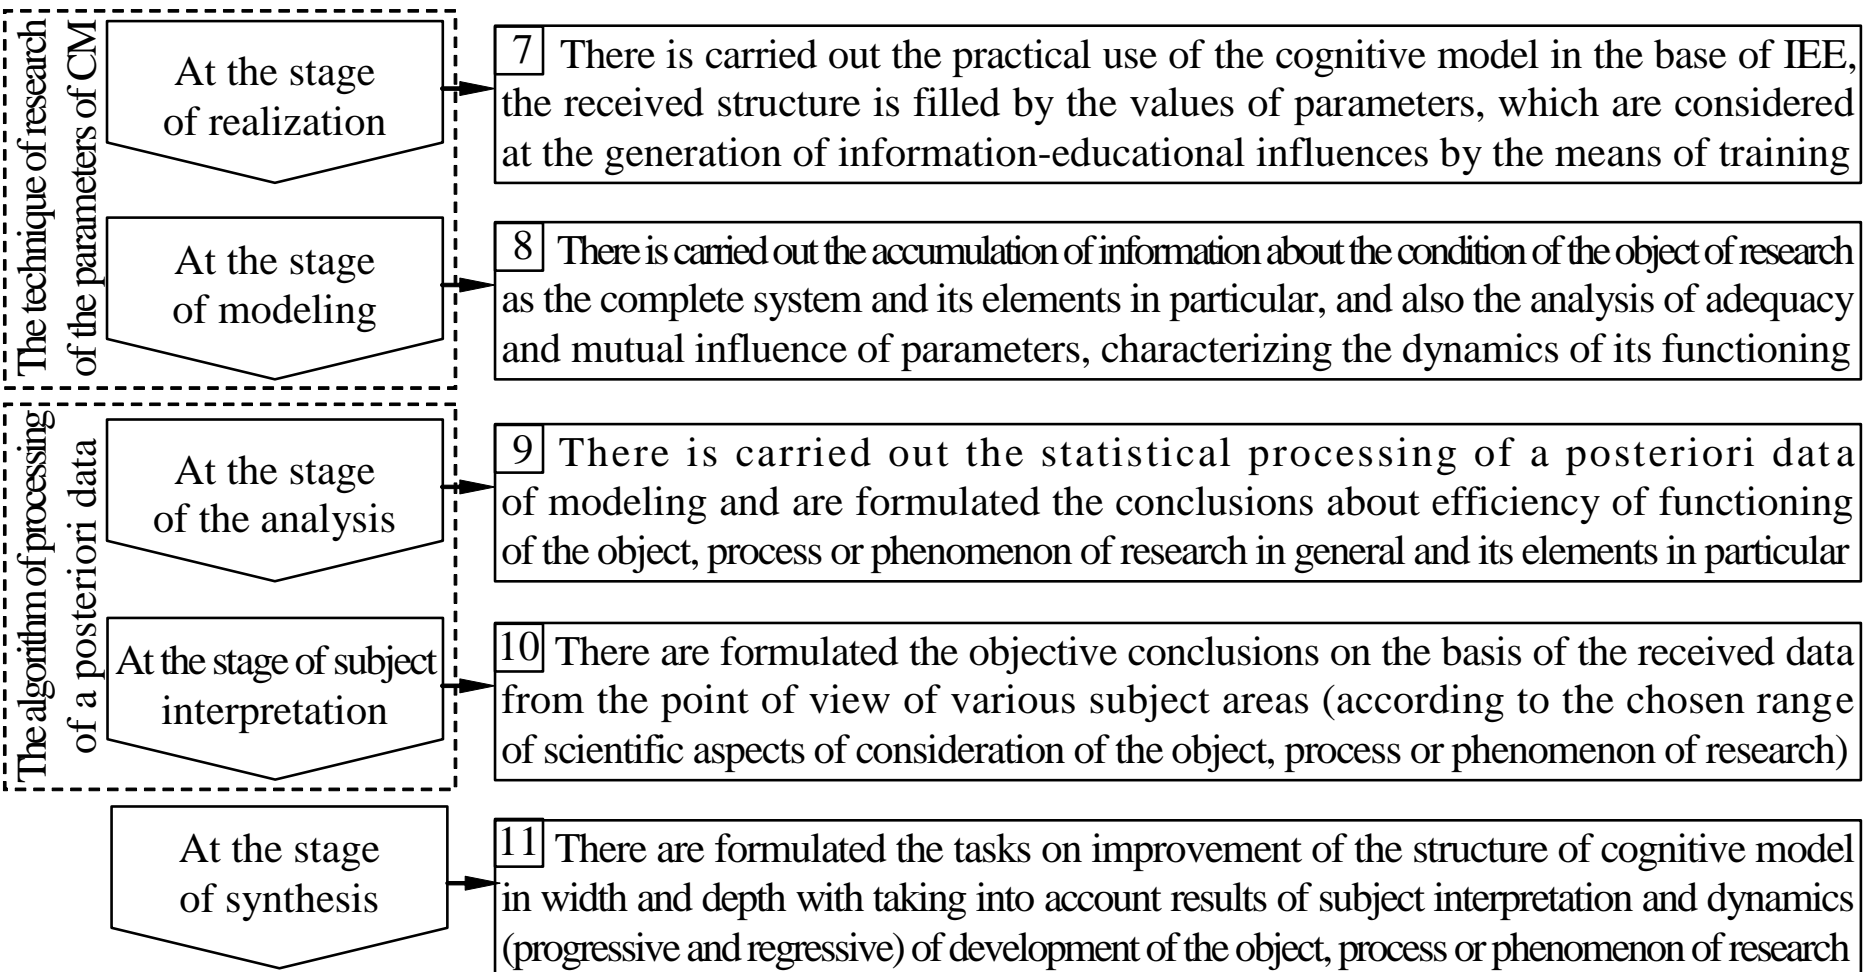 The technique of research
of the parameters of CM
At the stage
of realization
7 There is carried out the practical use of the cognitive model in the base of IEE,
the received structure is filled by the values of parameters, which are considered
at the generation of information-educational influences by the means of training
At the stage
of modeling
8 There is carried out the accumulation of information about the condition of the object of research
as the complete system and its elements in particular, and also the analysis of adequacy
and mutual influence of parameters, characterizing the dynamics of its functioning
The algorithm of processing
of a posteriori data
At the stage
of the analysis
9 There is carried out the statistical processing of a posteriori data
of modeling and are formulated the conclusions about efficiency of functioning
of the object, process or phenomenon of research in general and its elements in particular
At the stage of subject
interpretation
10 There are formulated the objective conclusions on the basis of the received data
from the point of view of various subject areas (according to the chosen range
of scientific aspects of consideration of the object, process or phenomenon of research)
At the stage
of synthesis
11 There are formulated the tasks on improvement of the structure of cognitive model
in width and depth with taking into account results of subject interpretation and dynamics
(progressive and regressive) of development of the object, process or phenomenon of research